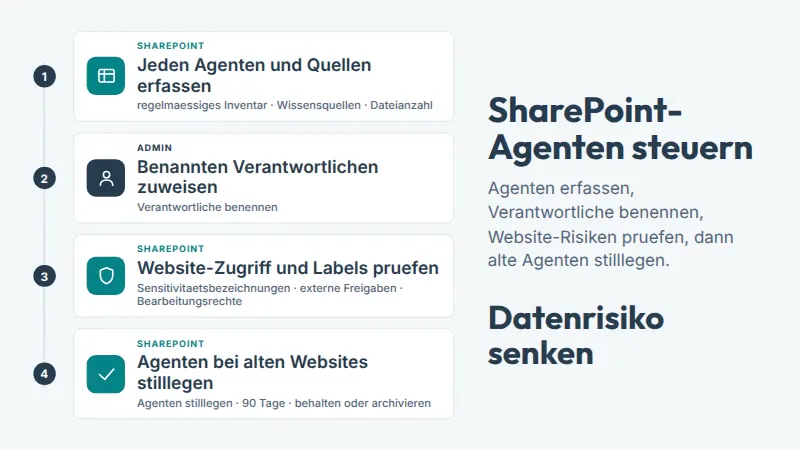 1
SHAREPOINT
Jeden Agenten und Quellen
erfassen
regelmaessiges Inventar · Wissensquellen · Dateianzahl
2
ADMIN
Benannten Verantwortlichen
zuweisen
Verantwortliche benennen
3
SHAREPOINT
Website-Zugriff und Labels pruefen
Sensitivitaetsbezeichnungen · externe Freigaben ·
Bearbeitungsrechte
4
SHAREPOINT
Agenten bei alten Websites
stilllegen
Agenten stilllegen · 90 Tage · behalten oder archivieren
SharePoint-
Agenten steuern
Agenten erfassen,
Verantwortliche benennen,
Website-Risiken pruefen, dann
alte Agenten stilllegen.
Datenrisiko
senken